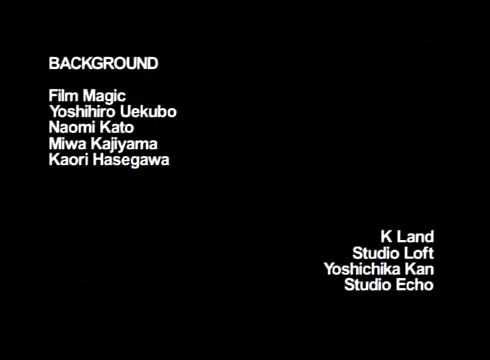 BACKGROUND
Film Magic
Yoshihiro Uekubo
Naomi Kato
Miwa Kajiyama
Kaori Hasegawa
K Land
Studio Loft
Yoshichika Kan
Studio Echo